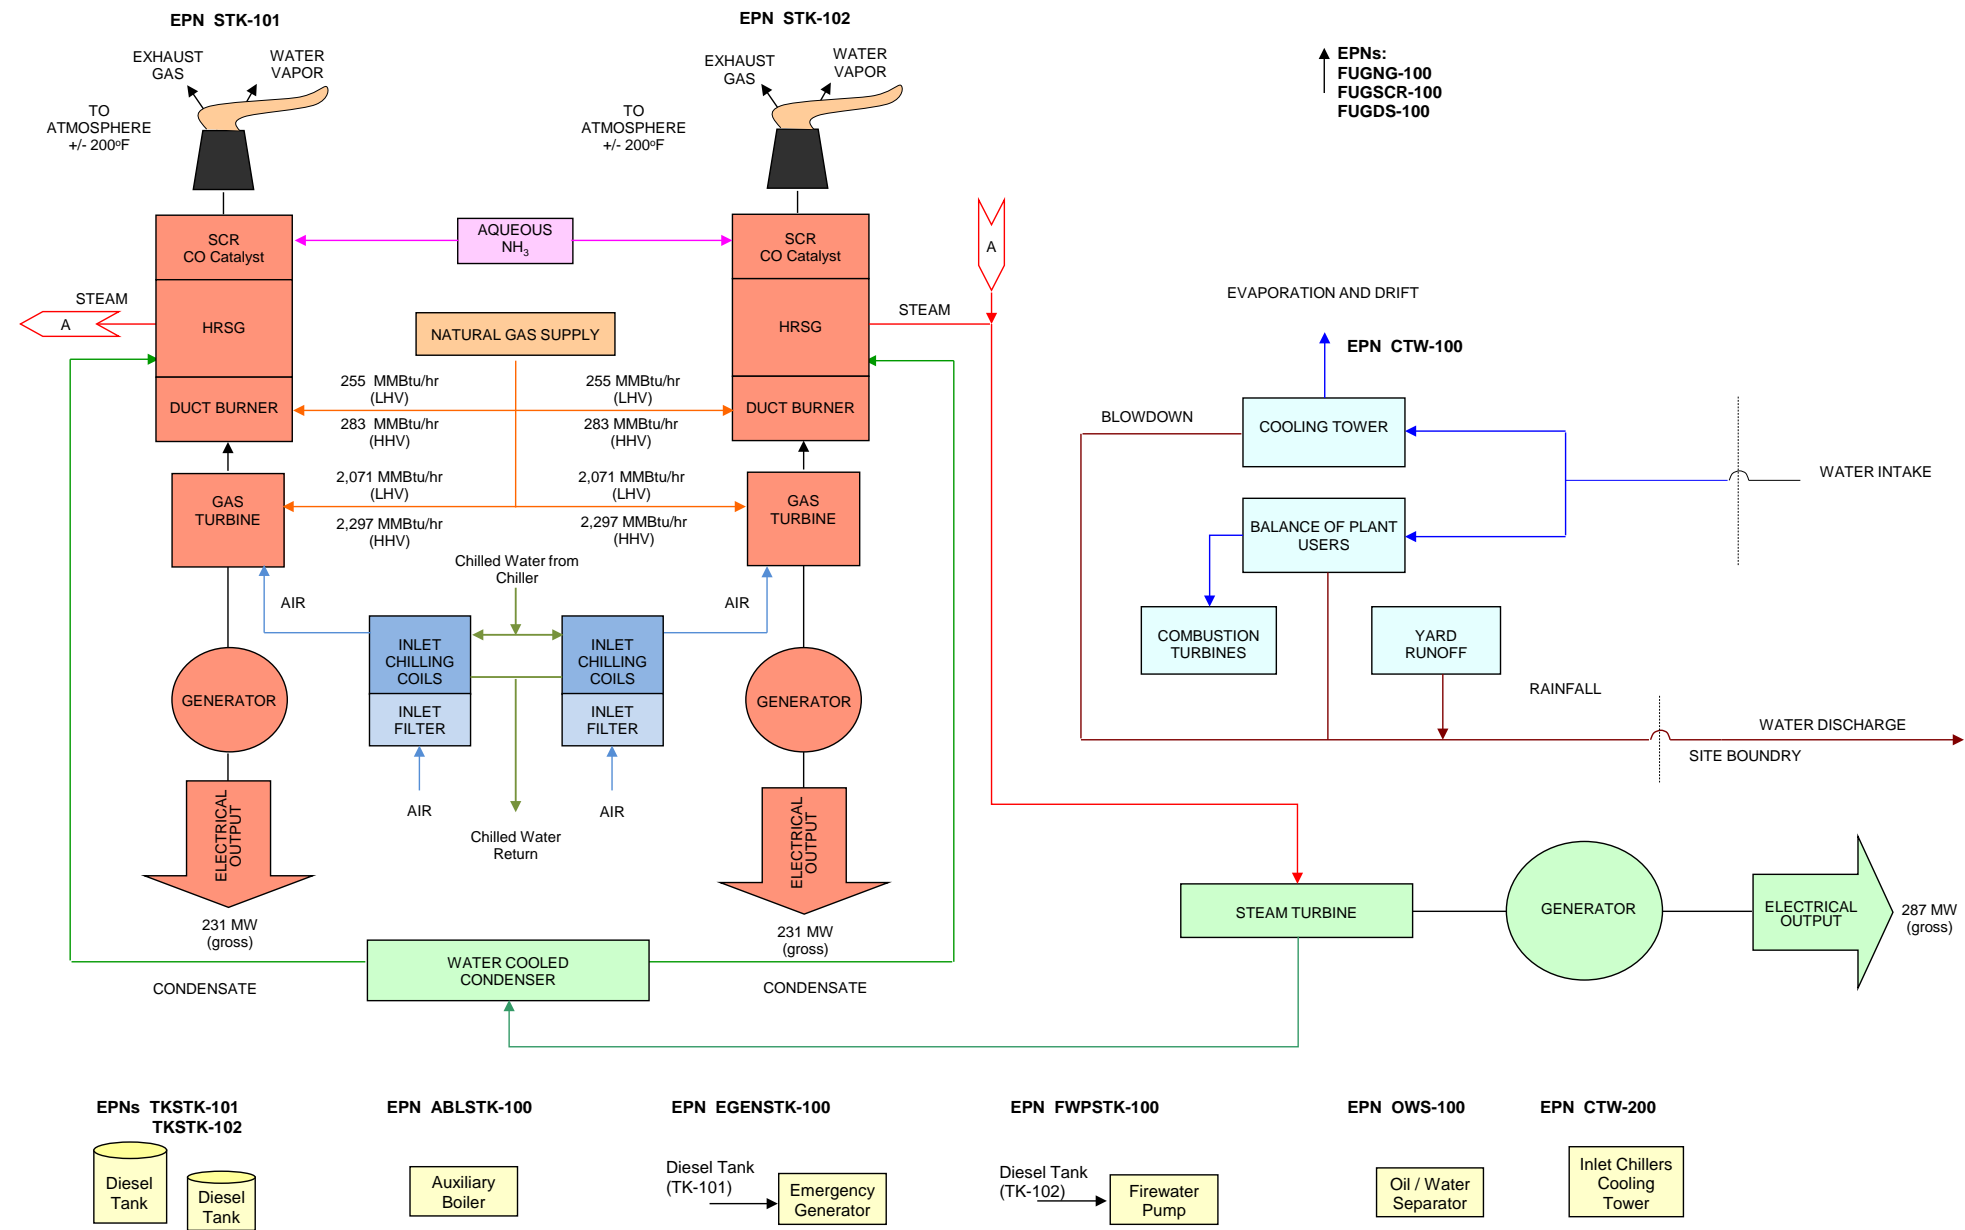 EPN STK-101
EPN STK-102
EXHAUST
GAS
WATER
VAPOR
EXHAUST
GAS
WATER
VAPOR
EPNs:
FUGNG-100
FUGSCR-100
FUGDS-100
TO
ATMOSPHERE
+/- 200ºF
TO
ATMOSPHERE
+/- 200ºF
SCR
CO Catalyst
AQUEOUS
NH3
SCR
CO Catalyst
A
STEAM
A
HRSG
NATURAL GAS SUPPLY
HRSG
STEAM
EVAPORATION AND DRIFT
EPN CTW-100
DUCT BURNER
255 MMBtu/hr
(LHV)
283 MMBtu/hr
(HHV)
255 MMBtu/hr
(LHV)
283 MMBtu/hr
(HHV)
DUCT BURNER
BLOWDOWN
COOLING TOWER
WATER INTAKE
GAS
TURBINE
2,071 MMBtu/hr
(LHV)
2,297 MMBtu/hr
(HHV)
2,071 MMBtu/hr
(LHV)
2,297 MMBtu/hr
(HHV)
GAS
TURBINE
BALANCE OF PLANT
USERS
Chilled Water from
Chiller
AIR
AIR
INLET
CHILLING
COILS
INLET
CHILLING
COILS
COMBUSTION
TURBINES
YARD
RUNOFF
GENERATOR
INLET
FILTER
INLET
FILTER
GENERATOR
RAINFALL
WATER DISCHARGE
SITE BOUNDRY
AIR
AIR
ELECTRICAL
OUTPUT
Chilled Water
Return
ELECTRICAL
OUTPUT
231 MW
(gross)
231 MW
(gross)
STEAM TURBINE
GENERATOR
ELECTRICAL
OUTPUT
287 MW
(gross)
WATER COOLED
CONDENSER
CONDENSATE
CONDENSATE
EPNs TKSTK-101
TKSTK-102
EPN ABLSTK-100
EPN EGENSTK-100
EPN FWPSTK-100
EPN OWS-100
EPN CTW-200
Diesel
Tank
Diesel
Tank
Auxiliary
Boiler
Diesel Tank
(TK-101)
Emergency
Generator
Diesel Tank
(TK-102)
Firewater
Pump
Oil / Water
Separator
Inlet Chillers
Cooling
Tower